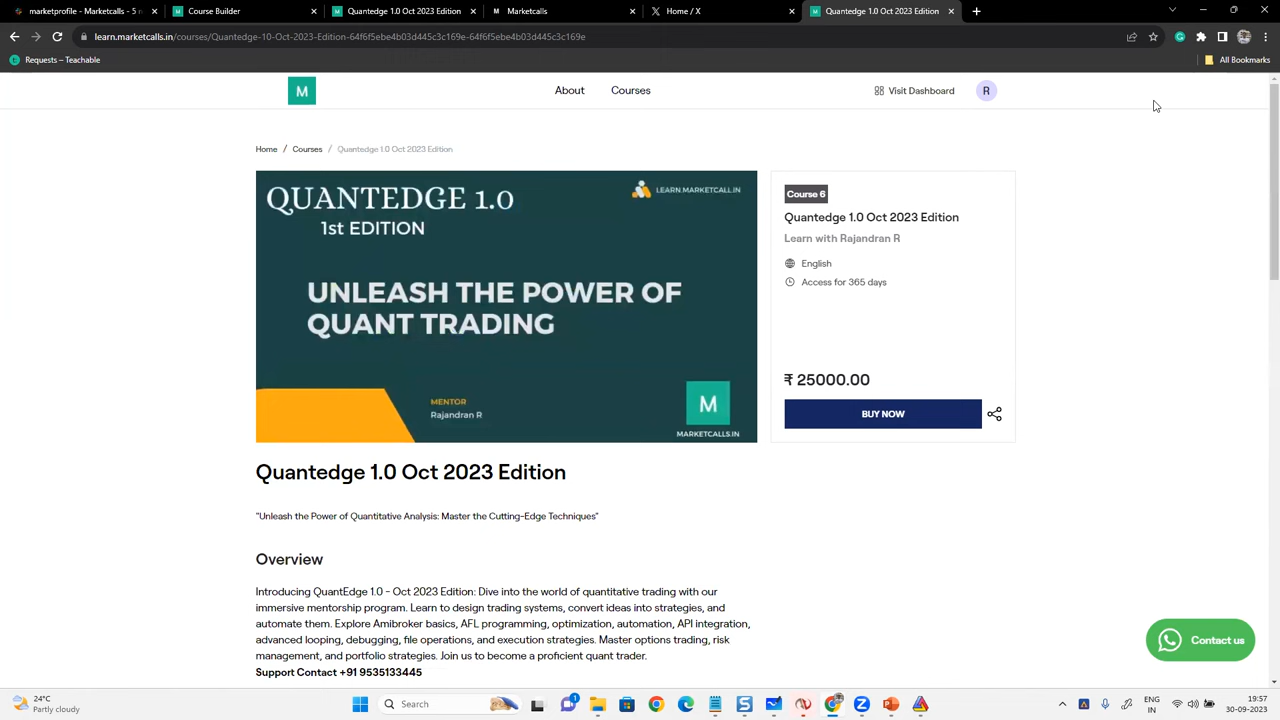 marketprofile - Marketcalls - 5 m
Course Builder
Quantedge 1.0 Oct 2023 Edition
Marketcalls
Home / X
Quantedge 1.0 Oct 2023 Edition
learn.marketcalls.in/courses/Quantedge-10-Oct-2023-Edition-64f6f5ebe4b03d445c3c169e-64f6f5ebe4b03d445c3c169e
Requests – Teachable
All Bookmarks
M
About
Courses
Visit Dashboard
R
Home / Courses / Quantedge 1.0 Oct 2023 Edition
QUANTEDGE 1.0
LEARN.MARKETCALL.IN
1st EDITION
UNLEASH THE POWER OF
QUANT TRADING
MENTOR
Rajandran R
M
MARKETCALLS.IN
Course 6
Quantedge 1.0 Oct 2023 Edition
Learn with Rajandran R
English
Access for 365 days
₹ 25000.00
BUY NOW
Quantedge 1.0 Oct 2023 Edition
"Unleash the Power of Quantitative Analysis: Master the Cutting-Edge Techniques"
Overview
Introducing QuantEdge 1.0 - Oct 2023 Edition: Dive into the world of quantitative trading with our
immersive mentorship program. Learn to design trading systems, convert ideas into strategies, and
automate them. Explore Amibroker basics, AFL programming, optimization, automation, API integration,
advanced looping, debugging, file operations, and execution strategies. Master options trading, risk
management, and portfolio strategies. Join us to become a proficient quant trader.
Support Contact +91 9535133445
Contact us
24°C
Partly cloudy
Search
1
ENG
IN
19:57
30-09-2023